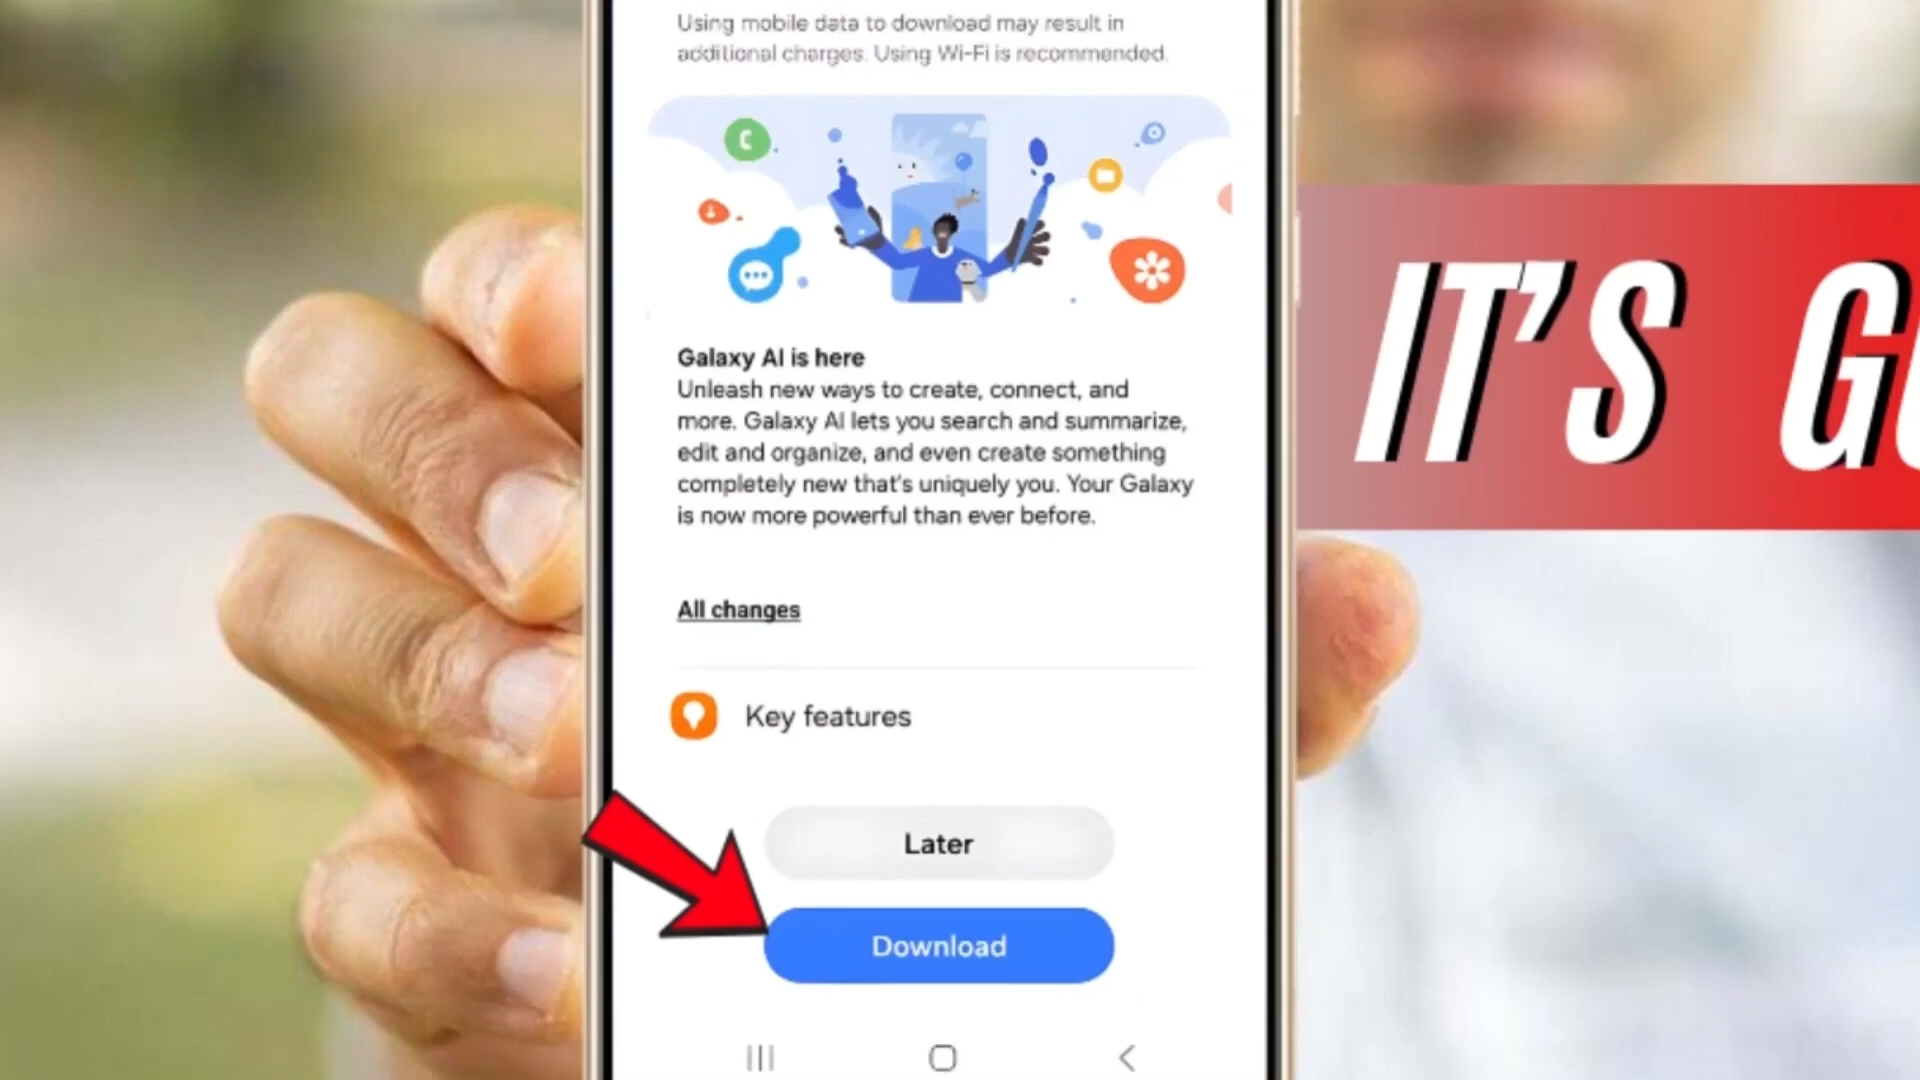 Using mobile data to download may result in
additional charges. Using Wi-Fi is recommended.
Galaxy AI is here
Unleash new ways to create, connect, and
more. Galaxy AI lets you search and summarize,
edit and organize, and even create something
completely new that's uniquely you. Your Galaxy
is now more powerful than ever before.
All changes
Key features
Later
Download
IT'S